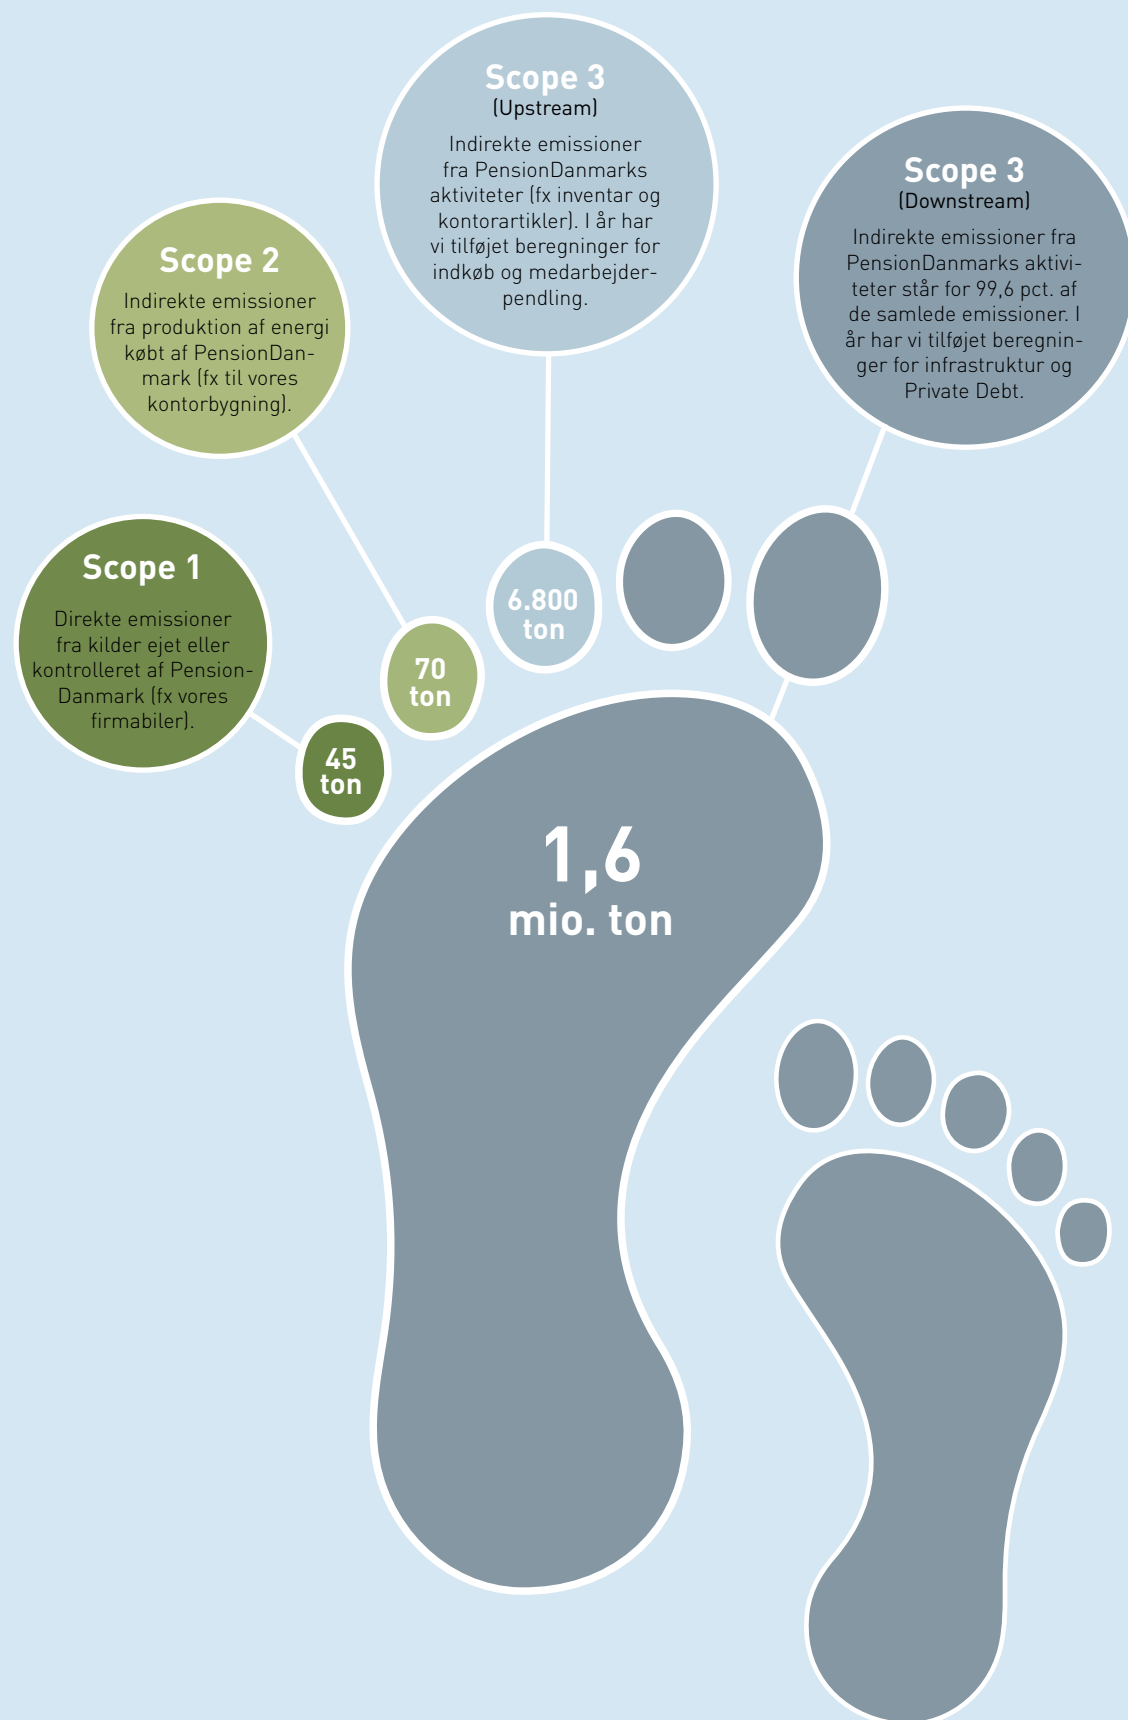 Scope 3
(Upstream)
Indirekte emissioner
fra PensionDanmarks
aktiviteter (fx inventar og
kontorartikler). I år har
vi tilføjet beregninger for
indkøb og medarbejder-
pendling.
Scope 3
(Downstream)
Indirekte emissioner fra
PensionDanmarks aktivi-
teter står for 99,6 pct. af
de samlede emissioner. I
år har vi tilføjet beregnin-
ger for infrastruktur og
Private Debt.
Scope 2
Indirekte emissioner
fra produktion af energi
købt af PensionDan-
mark (fx til vores
kontorbygning).
Scope 1
Direkte emissioner
fra kilder ejet eller
kontrolleret af Pension-
Danmark (fx vores
firmabiler).
6.800
ton
70
ton
45
ton
1,6
mio. ton